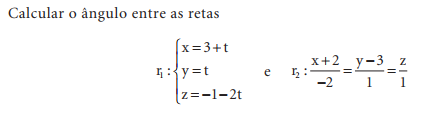 Calcular o ângulo entre as retas
r₁ : { x = 3 + t
y = t
z = −1 − 2t
e r₂ : (x + 2)/−2 = (y − 3)/1 = z/1